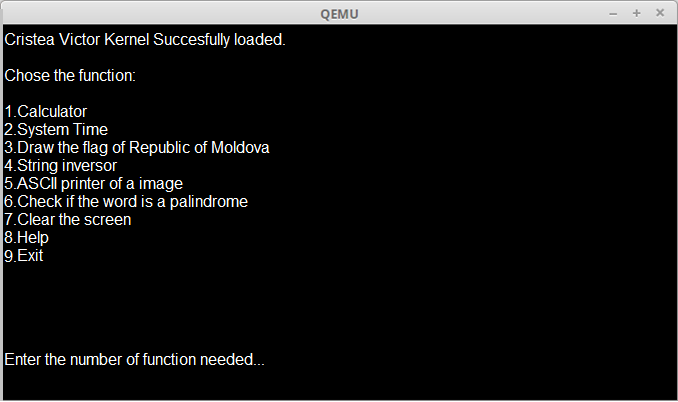 QEMU
Cristea Victor Kernel Succesfully loaded.
Chose the function:
1.Calculator
2.System Time
3.Draw the flag of Republic of Moldova
4.String inversor
5.ASCII printer of a image
6.Check if the word is a palindrome
7.Clear the screen
8.Help
9.Exit
Enter the number of function needed...